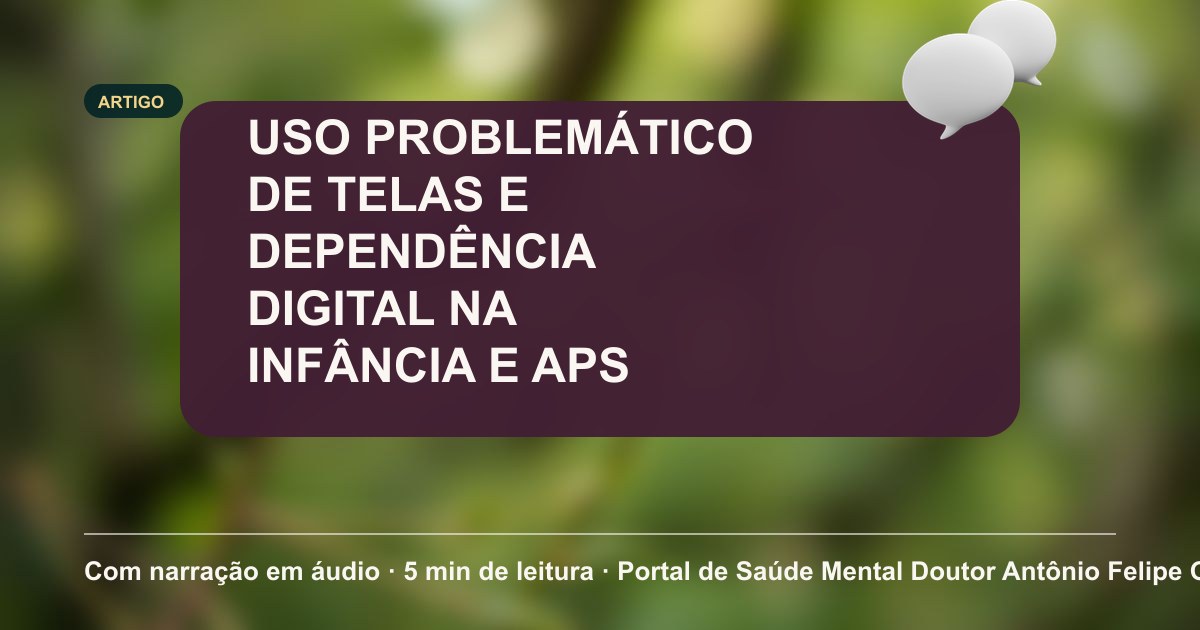 ARTIGO
USO PROBLEMÁTICO
DE TELAS E
DEPENDÊNCIA
DIGITAL NA
INFÂNCIA E APS
Com narração em áudio · 5 min de leitura · Portal de Saúde Mental Doutor Antônio Felipe